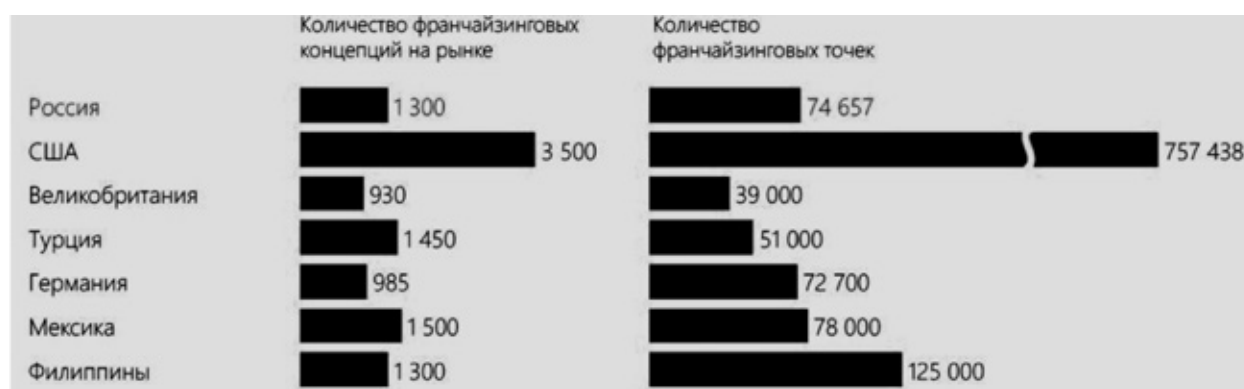 Количество франчайзинговых
концепций на рынке
Количество
франчайзинговых точек
Россия 1 300 74 657
США 3 500 757 438
Великобритания 930 39 000
Турция 1 450 51 000
Германия 985 72 700
Мексика 1 500 78 000
Филиппины 1 300 125 000